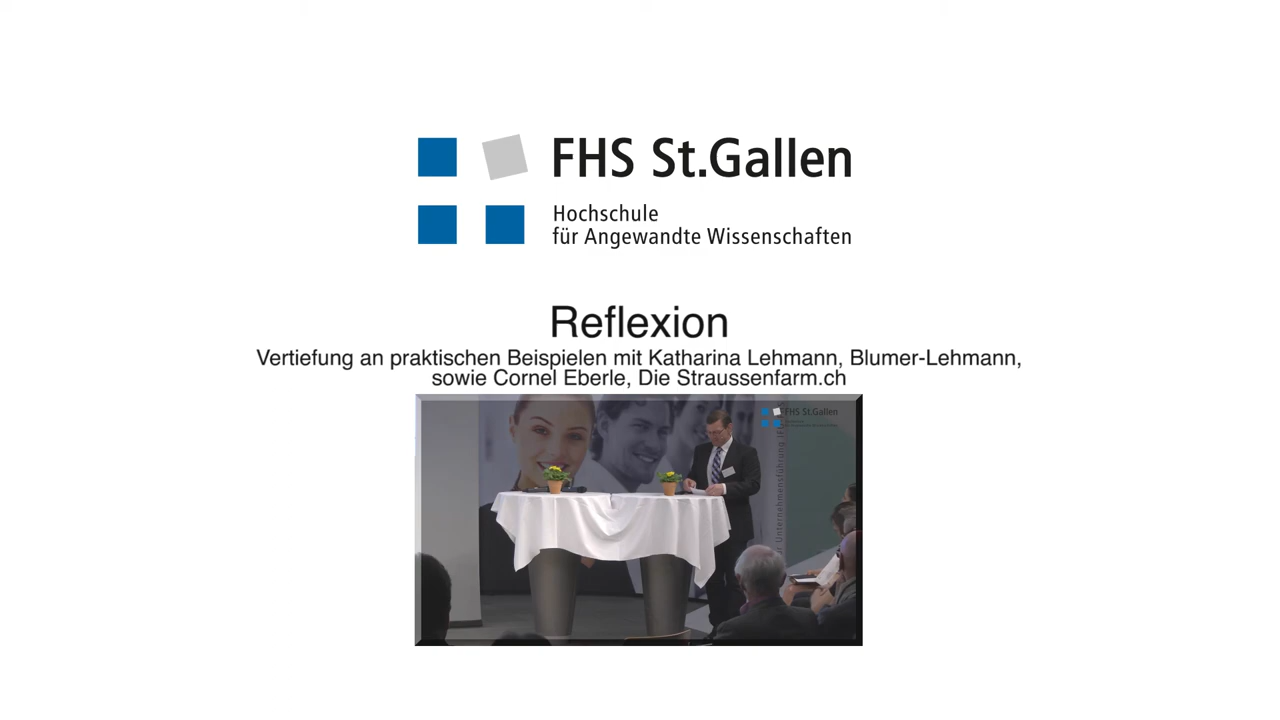 FHS St.Gallen
Hochschule
für Angewandte Wissenschaften
Reflexion
Vertiefung an praktischen Beispielen mit Katharina Lehmann, Blumer-Lehmann,
sowie Cornel Eberle, Die Straussenfarm.ch
FHS St.Gallen
Unternehmensführung